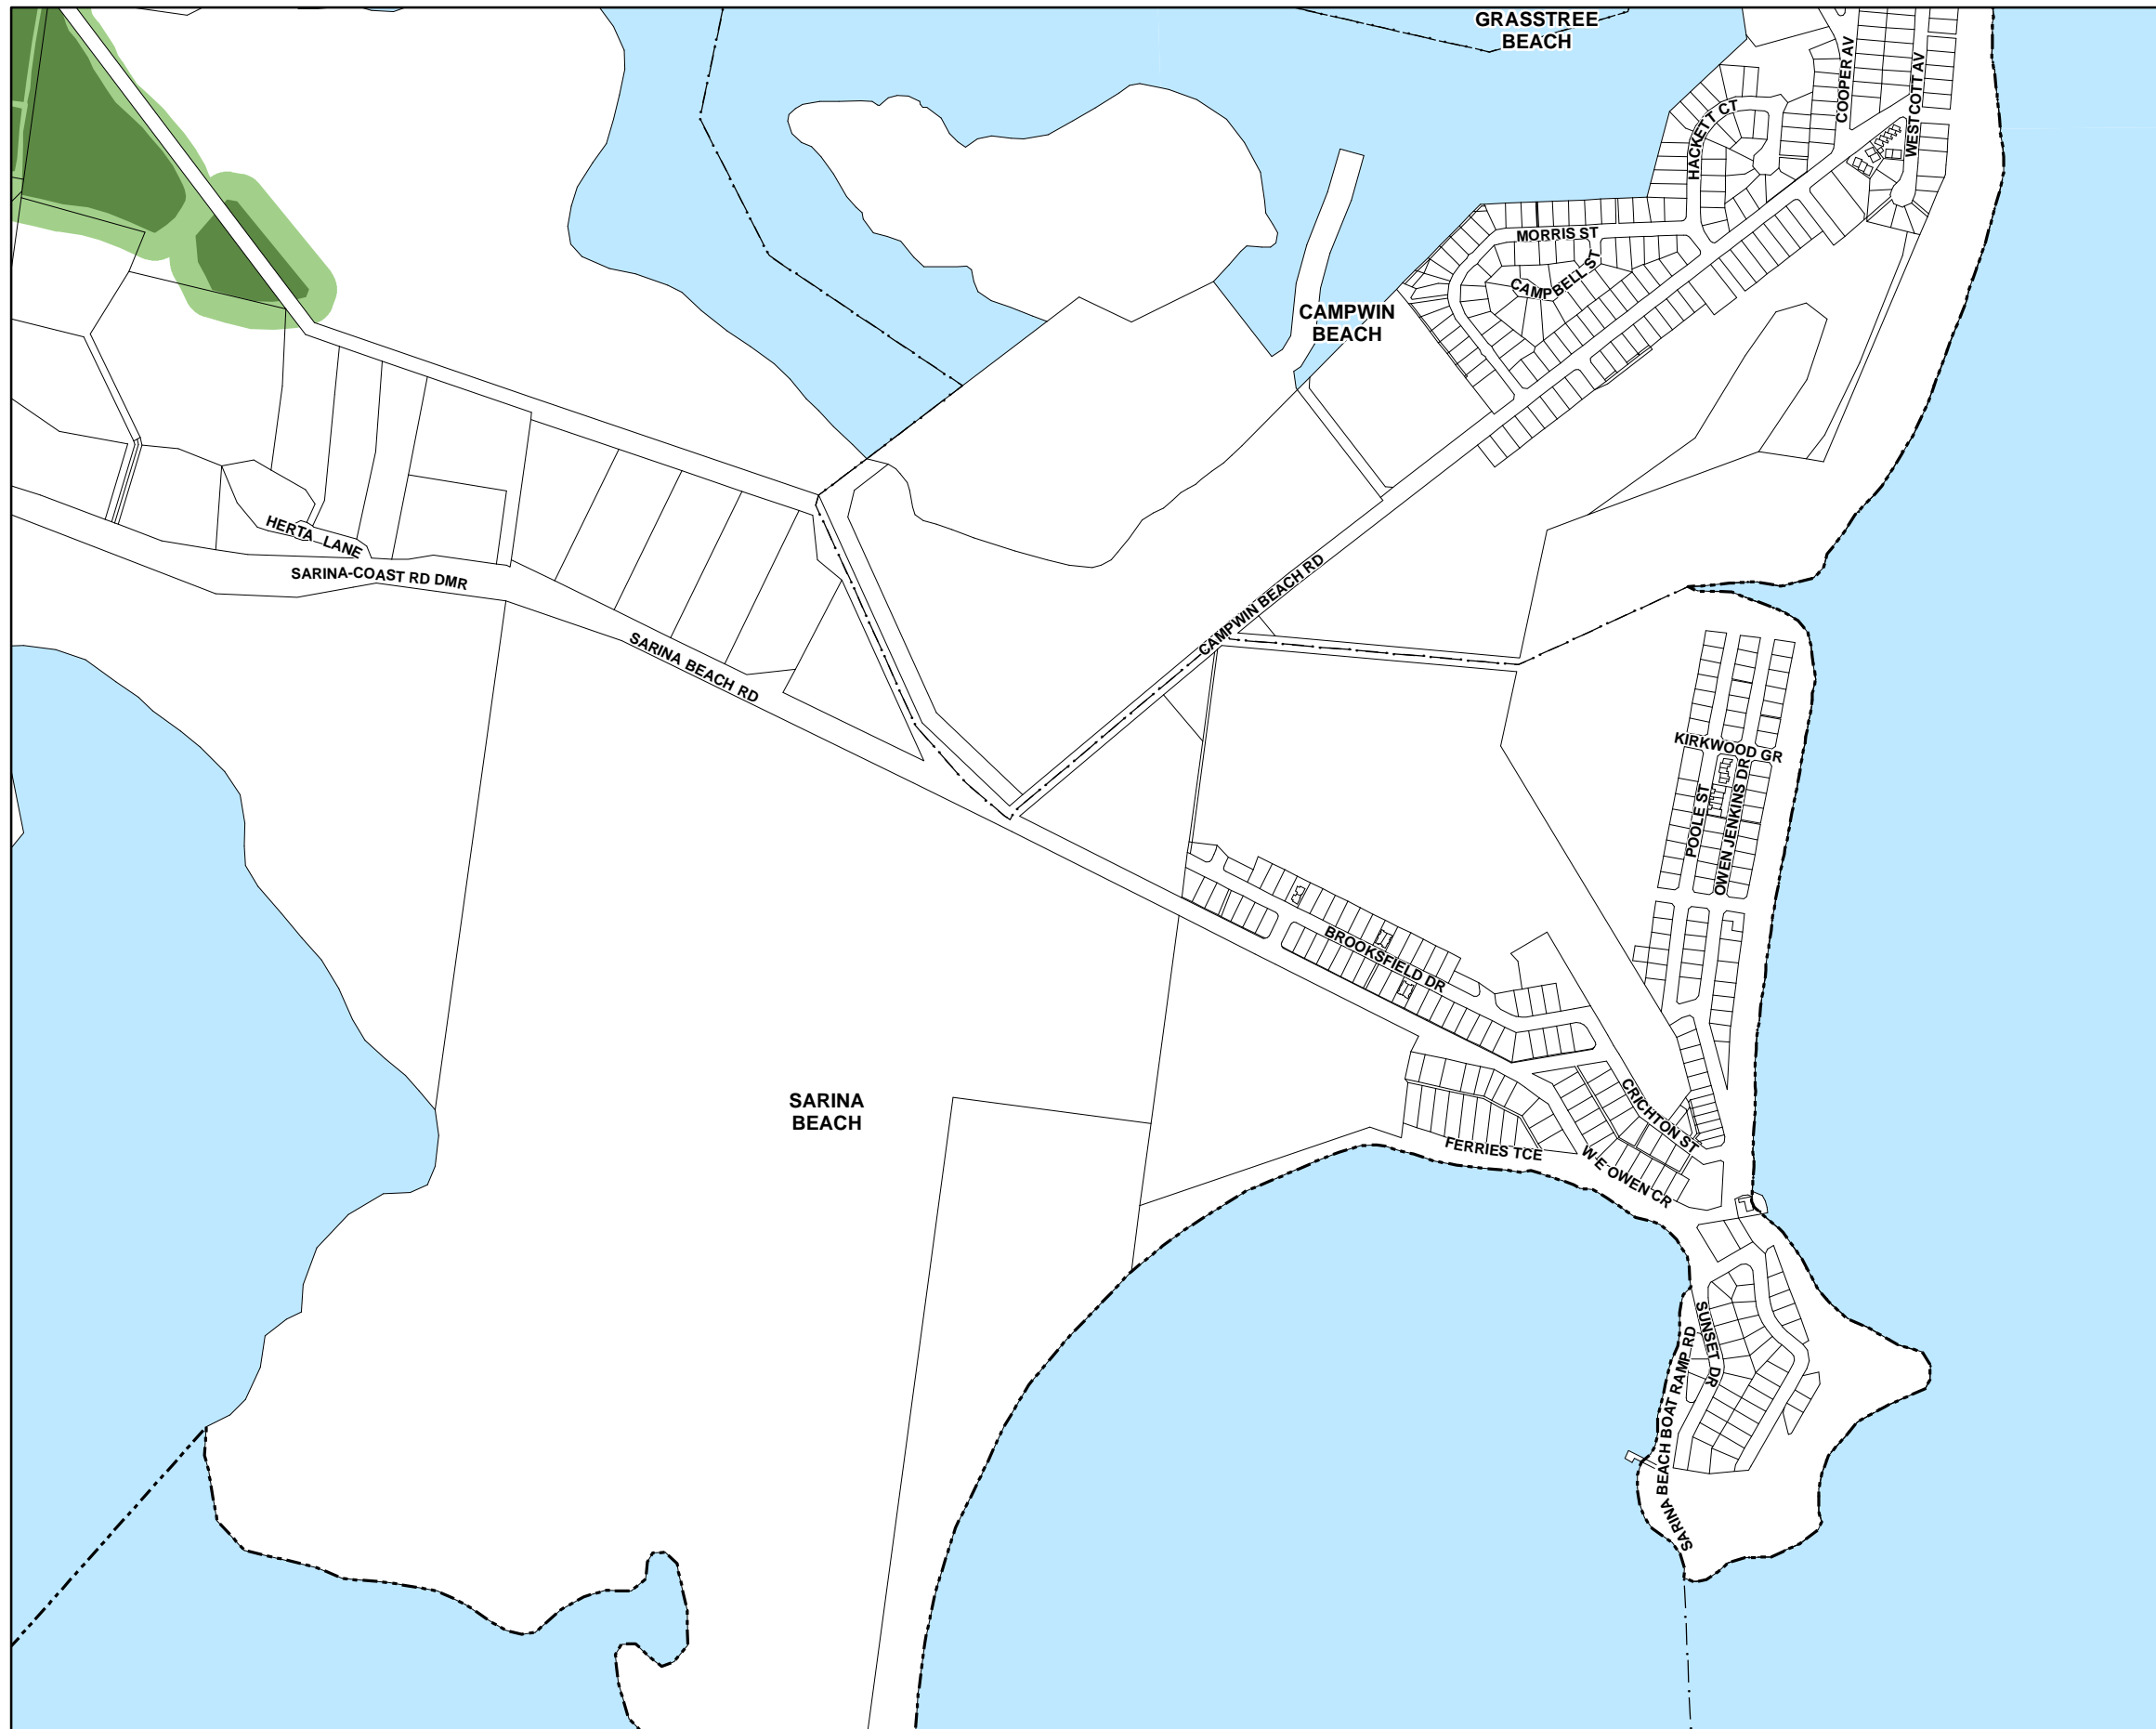 GRASSTREE
BEACH
COOPER AV
WESTCOTT AV
HACKETT CT
MORRIS ST
CAMPBELL ST
CAMPWIN
BEACH
HERTA LANE
SARINA-COAST RD DMR
CAMPWIN BEACH RD
SARINA BEACH RD
KIRKWOOD GR
POOLE ST
OWEN JENKINS DR
BROOKSFIELD DR
SARINA
BEACH
CRICHTON ST
FERRIES TCE
W E OWEN CR
SUNSET DR
SARINA BEACH BOAT RAMP RD